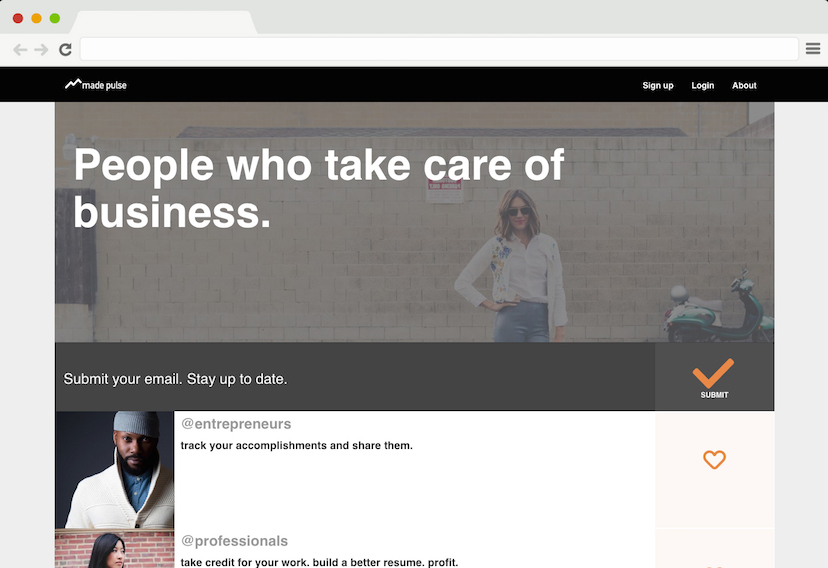 made pulse
Sign up Login About
People who take care of
business.
Submit your email. Stay up to date.
SUBMIT
@entrepreneurs
track your accomplishments and share them.
@professionals
take credit for your work. build a better resume. profit.